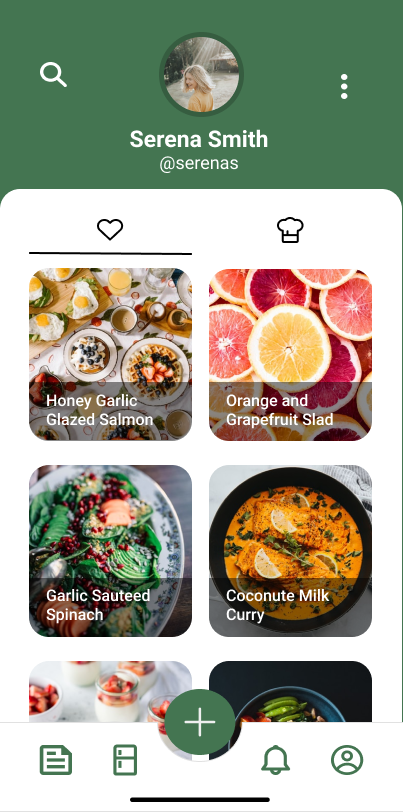 Serena Smith
@serenas
Honey Garlic
Glazed Salmon
Orange and
Grapefruit Slad
Garlic Sauteed
Spinach
Coconute Milk
Curry